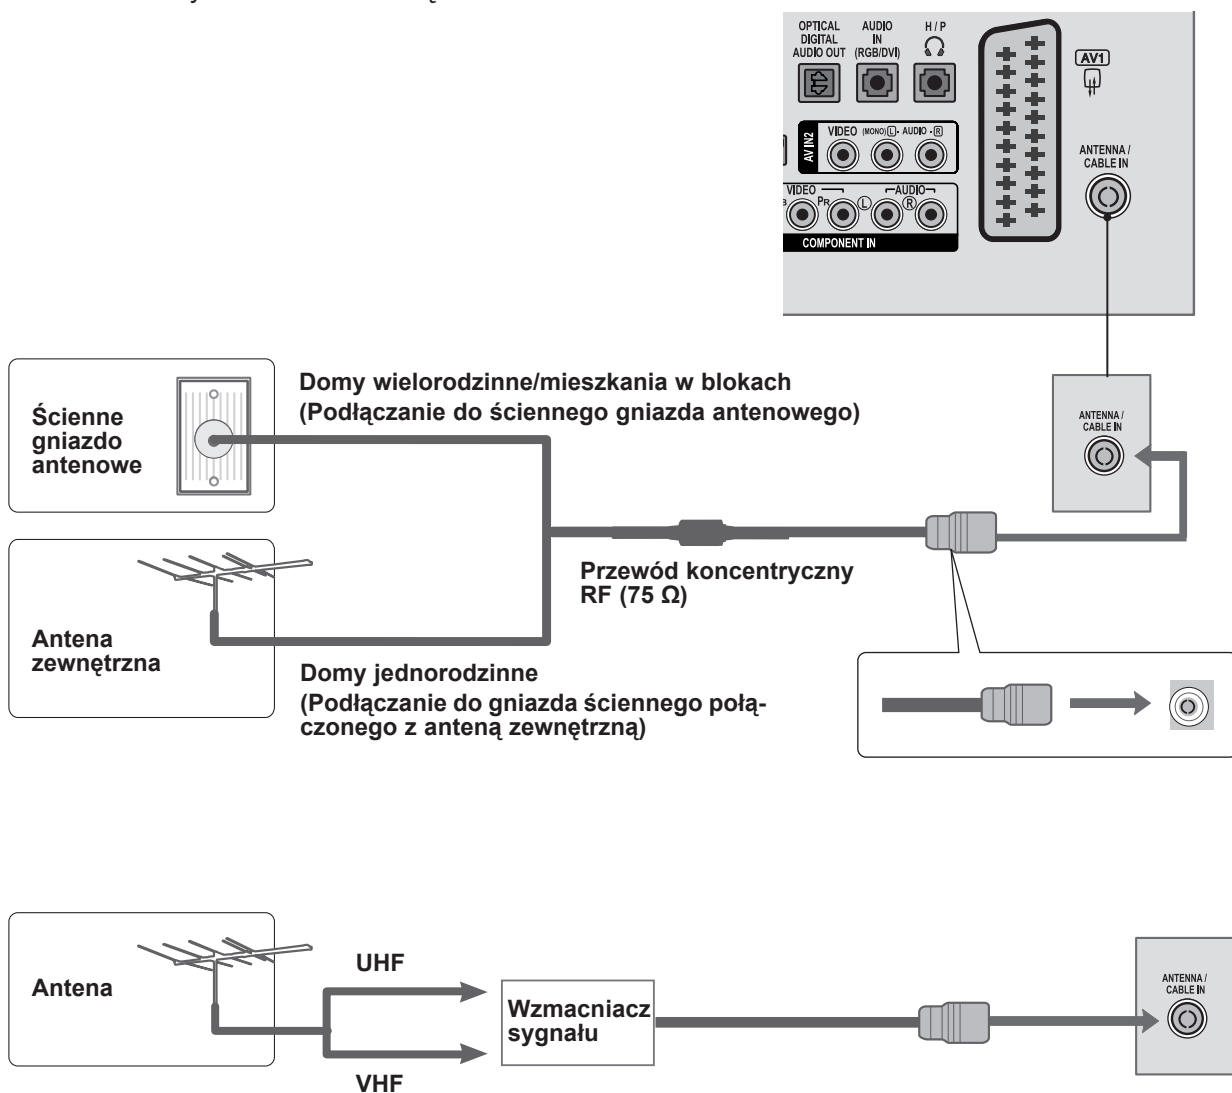 OPTICAL
DIGITAL
AUDIO OUT
AUDIO
IN
(RGB/DVI)
H / P
AV1
AV IN2
VIDEO (MONO) L - AUDIO - R
ANTENNA /
CABLE IN
VIDEO AUDIO
B PR L R
COMPONENT IN
Ścienne
gniazdo
antenowe
Domy wielorodzinne/mieszkania w blokach
(Podłączanie do ściennego gniazda antenowego)
ANTENNA /
CABLE IN
Przewód koncentryczny
RF (75 Ω)
Antena
zewnętrzna
Domy jednorodzinne
(Podłączanie do gniazda ściennego połą-
czonego z anteną zewnętrzną)
Antena
UHF
VHF
Wzmacniacz
sygnału
ANTENNA /
CABLE IN